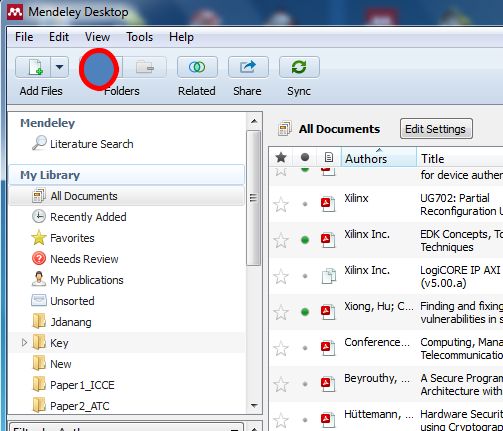 Mendeley Desktop
File Edit View Tools Help
Add Files Folders Related Share Sync
Mendeley
Literature Search
My Library
All Documents
Recently Added
Favorites
Needs Review
My Publications
Unsorted
Jdanang
Key
New
Paper1_ICCE
Paper2_ATC
All Documents Edit Settings
Authors Title
for device authen
Xilinx UG702: Partial
Reconfiguration U
Xilinx Inc. EDK Concepts, To
Techniques
Xilinx Inc. LogiCORE IP AXI
(v5.00.a)
Xiong, Hu; C... Finding and fixing
vulnerabilities in s
Conference... Computing, Mana
Telecommunication
Beyrouthy, ... A Secure Program
Architecture with
Hüttemann, ... Hardware Securit
using Cryptograp